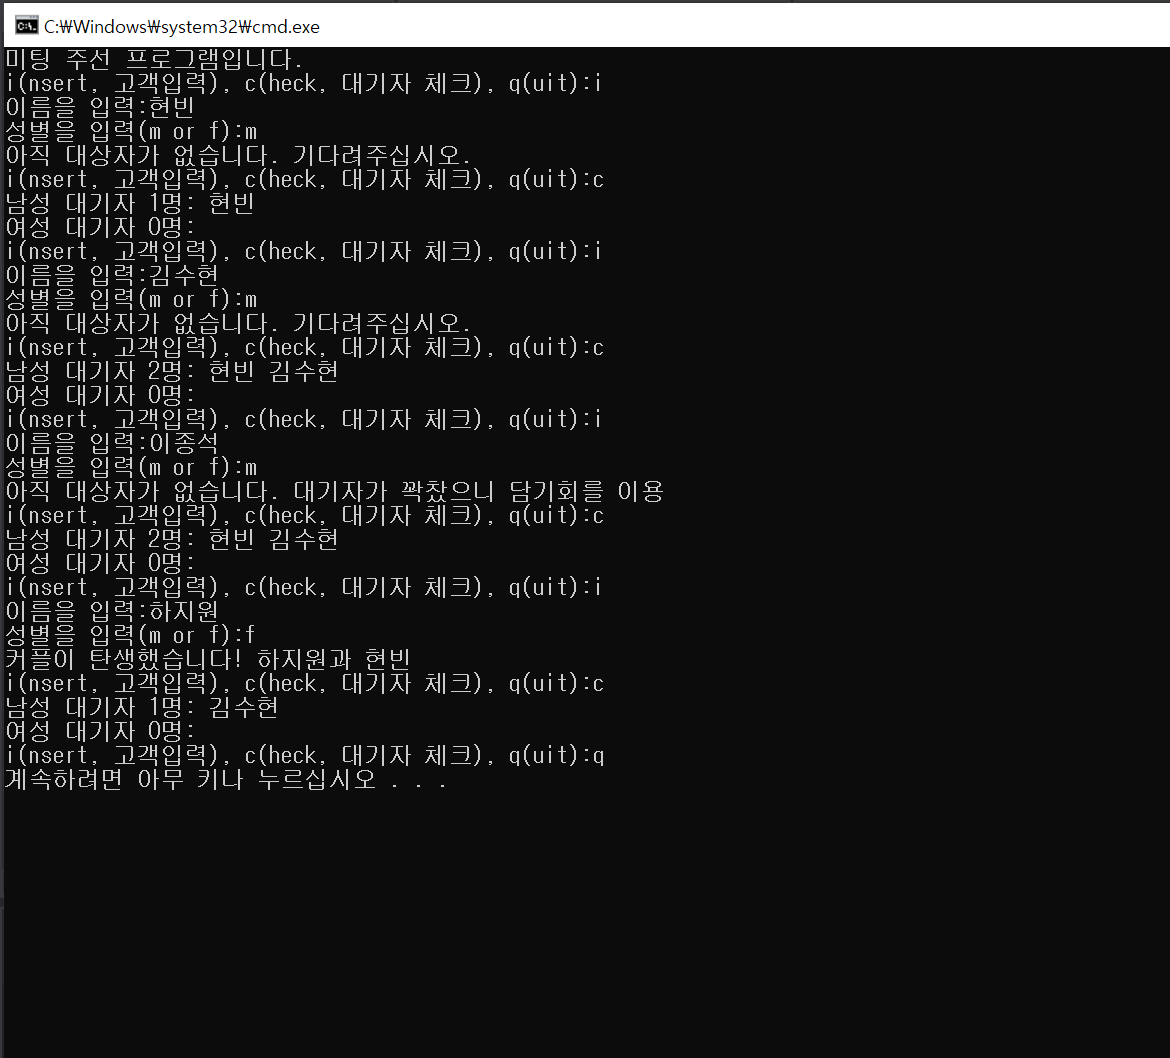 C:₩Windows₩system32₩cmd.exe
미팅 주선 프로그램입니다.
i(nsert, 고객입력), c(heck, 대기자 체크), q(uit):i
이름을 입력:현빈
성별을 입력(m or f):m
아직 대상자가 없습니다. 기다려주십시오.
i(nsert, 고객입력), c(heck, 대기자 체크), q(uit):c
남성 대기자 1명: 현빈
여성 대기자 0명:
i(nsert, 고객입력), c(heck, 대기자 체크), q(uit):i
이름을 입력:김수현
성별을 입력(m or f):m
아직 대상자가 없습니다. 기다려주십시오.
i(nsert, 고객입력), c(heck, 대기자 체크), q(uit):c
남성 대기자 2명: 현빈 김수현
여성 대기자 0명:
i(nsert, 고객입력), c(heck, 대기자 체크), q(uit):i
이름을 입력:이종석
성별을 입력(m or f):m
아직 대상자가 없습니다. 대기자가 꽉찼으니 담기회를 이용
i(nsert, 고객입력), c(heck, 대기자 체크), q(uit):c
남성 대기자 2명: 현빈 김수현
여성 대기자 0명:
i(nsert, 고객입력), c(heck, 대기자 체크), q(uit):i
이름을 입력:하지원
성별을 입력(m or f):f
커플이 탄생했습니다! 하지원과 현빈
i(nsert, 고객입력), c(heck, 대기자 체크), q(uit):c
남성 대기자 1명: 김수현
여성 대기자 0명:
i(nsert, 고객입력), c(heck, 대기자 체크), q(uit):q
계속하려면 아무 키나 누르십시오 . . .